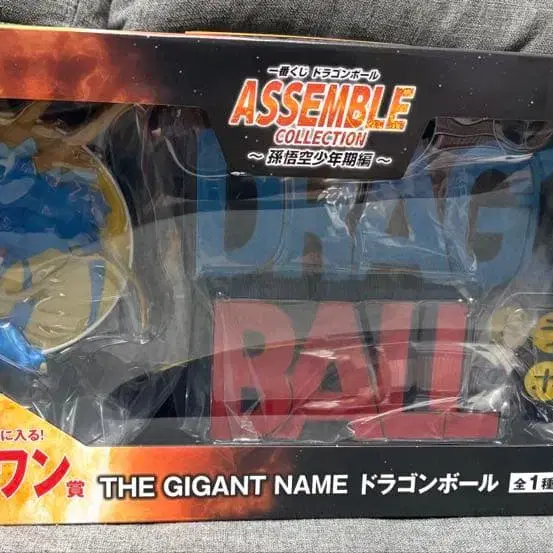 一番くじ ドラゴンボール
ASSEMBLE
COLLECTION
～ 孫悟空少年期編 ～
DRAG
BALL
に入る!
ワン賞
THE GIGANT NAME ドラゴンボール 全1種